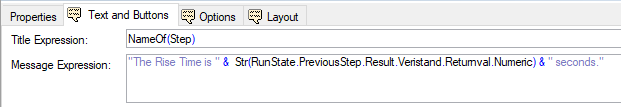 Properties Text and Buttons Options Layout
Title Expression: NameOf(Step)
Message Expression: "The Rise Time is " & Str(RunState.PreviousStep.Result.Veristand.Returnval.Numeric) & " seconds."